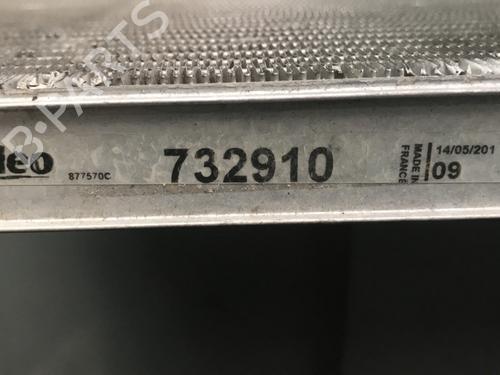 leo
877570C
732910
MADE IN
FRANCE
14/05/201
09
B-PARTS